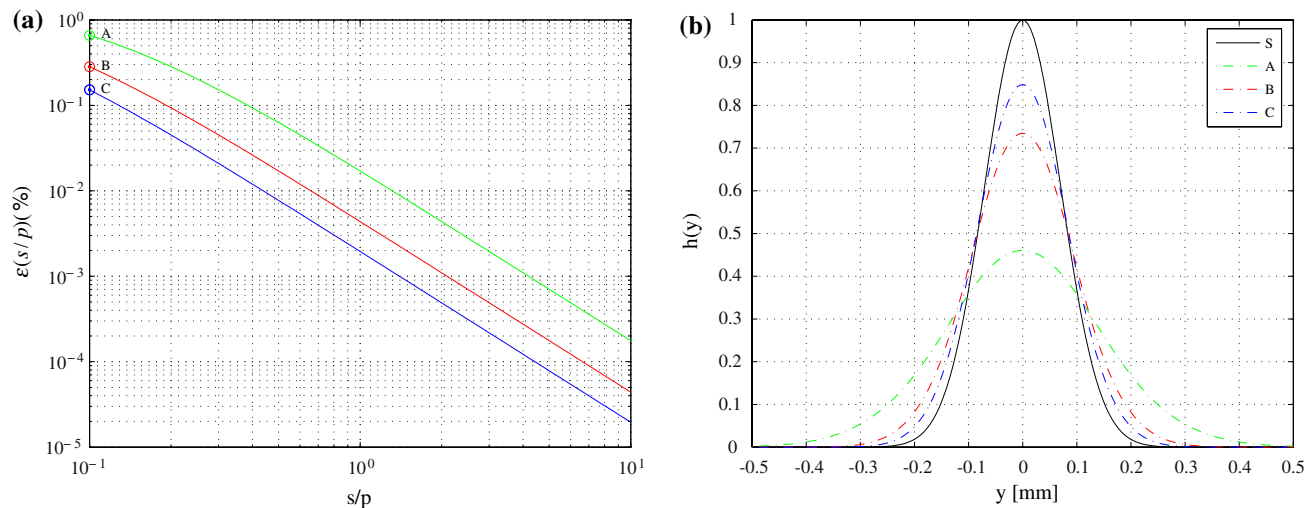 (a)
10^0
10^-1
10^-2
10^-3
10^-4
10^-5
ε(s/p)(%)
A
B
C
10^-1
10^0
10^1
s/p
(b)
1
0.9
0.8
0.7
0.6
0.5
0.4
0.3
0.2
0.1
0
h(y)
S
A
B
C
-0.5 -0.4 -0.3 -0.2 -0.1 0 0.1 0.2 0.3 0.4 0.5
y [mm]